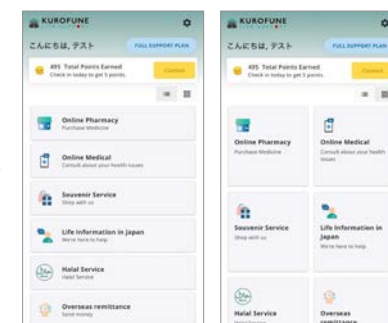 KUROFUNE
こんにちは, テスト
FULL SUPPORT PLAN
495 Total Points Earned
Check in today to get 5 points.
Online Pharmacy
Purchase Medicine
Online Medical
Consult about your health issues
Souvenir Service
Shop with us
Life Information in Japan
We're here to help
Halal Service
Halal Service
Overseas remittance
Send money
KUROFUNE
こんにちは, テスト
FULL SUPPORT PLAN
495 Total Points Earned
Check in today to get 5 points.
Online Pharmacy
Purchase Medicine
Online Medical
Consult about your health
issues
Souvenir Service
Shop with us
Life Information in
Japan
We're here to help
Halal Service
Overseas
remittance